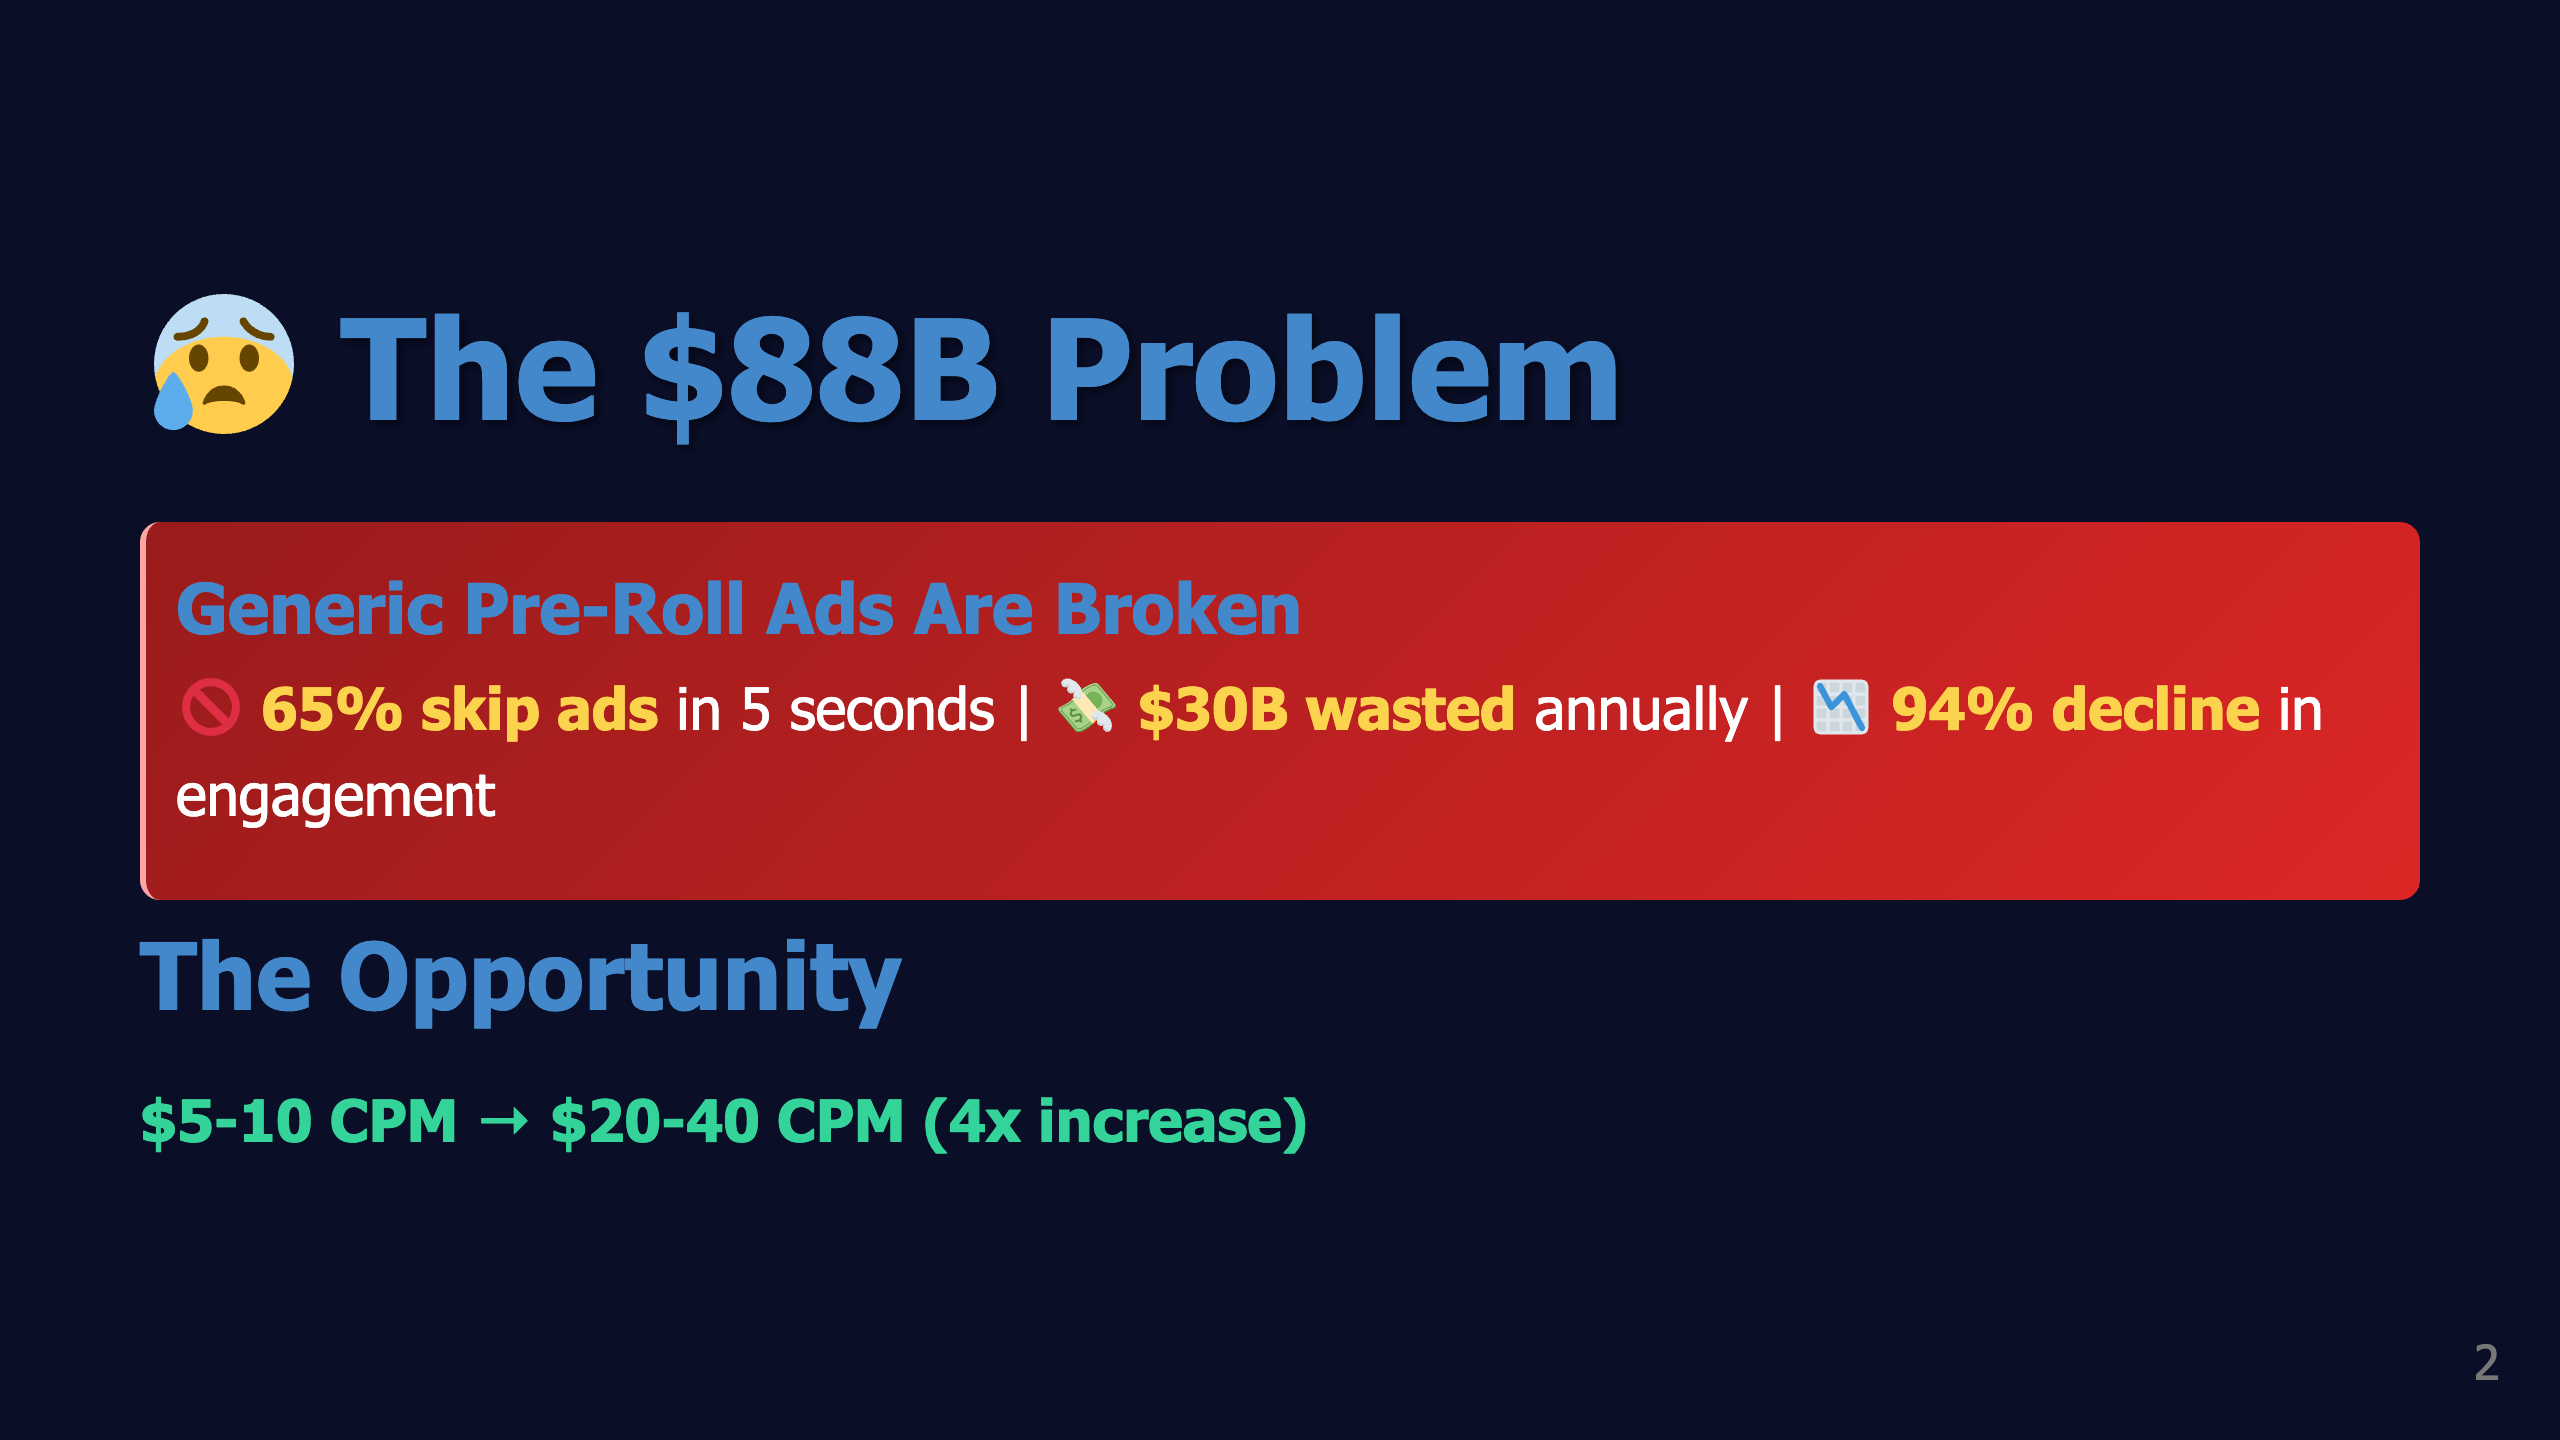 😰 The $88B Problem
Generic Pre-Roll Ads Are Broken
🚫 65% skip ads in 5 seconds | 💸 $30B wasted annually | 📉 94% decline in
engagement
The Opportunity
$5-10 CPM → $20-40 CPM (4x increase)
2